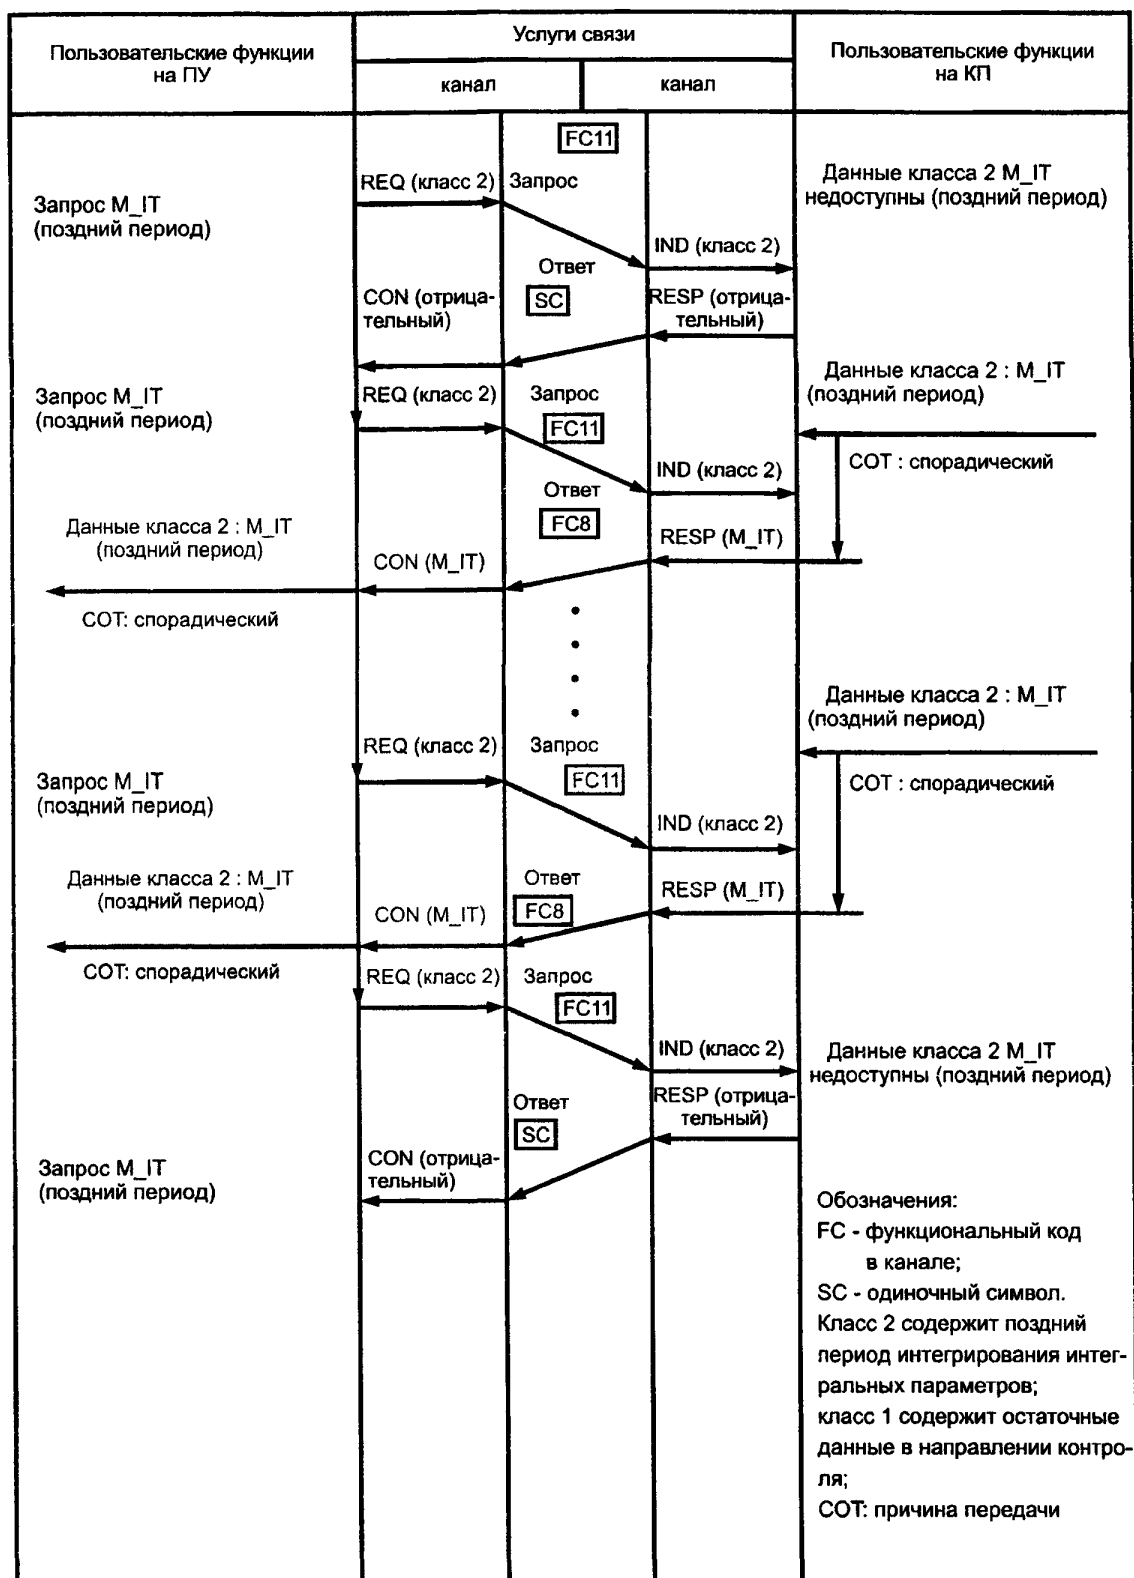 Пользовательские функции
на ПУ
Услуги связи
канал
канал
Пользовательские функции
на КП
FC11
Данные класса 2 M_IT
недоступны (поздний период)
REQ (класс 2)
Запрос
Запрос M_IT
(поздний период)
IND (класс 2)
Ответ
SC
CON (отрица-
тельный)
RESP (отрица-
тельный)
Данные класса 2 : M_IT
(поздний период)
Запрос M_IT
(поздний период)
REQ (класс 2)
Запрос
FC11
COT : спорадический
IND (класс 2)
Ответ
FC8
Данные класса 2 : M_IT
(поздний период)
RESP (M_IT)
CON (M_IT)
COT: спорадический
Данные класса 2 : M_IT
(поздний период)
REQ (класс 2)
Запрос
FC11
Запрос M_IT
(поздний период)
COT : спорадический
IND (класс 2)
Данные класса 2 : M_IT
(поздний период)
Ответ
FC8
RESP (M_IT)
CON (M_IT)
COT: спорадический
REQ (класс 2)
Запрос
FC11
IND (класс 2)
Данные класса 2 M_IT
недоступны (поздний период)
RESP (отрица-
тельный)
Ответ
SC
CON (отрица-
тельный)
Запрос M_IT
(поздний период)
Обозначения:
FC - функциональный код
в канале;
SC - одиночный символ.
Класс 2 содержит поздний
период интегрирования интег-
ральных параметров;
класс 1 содержит остаточные
данные в направлении контро-
ля;
COT: причина передачи